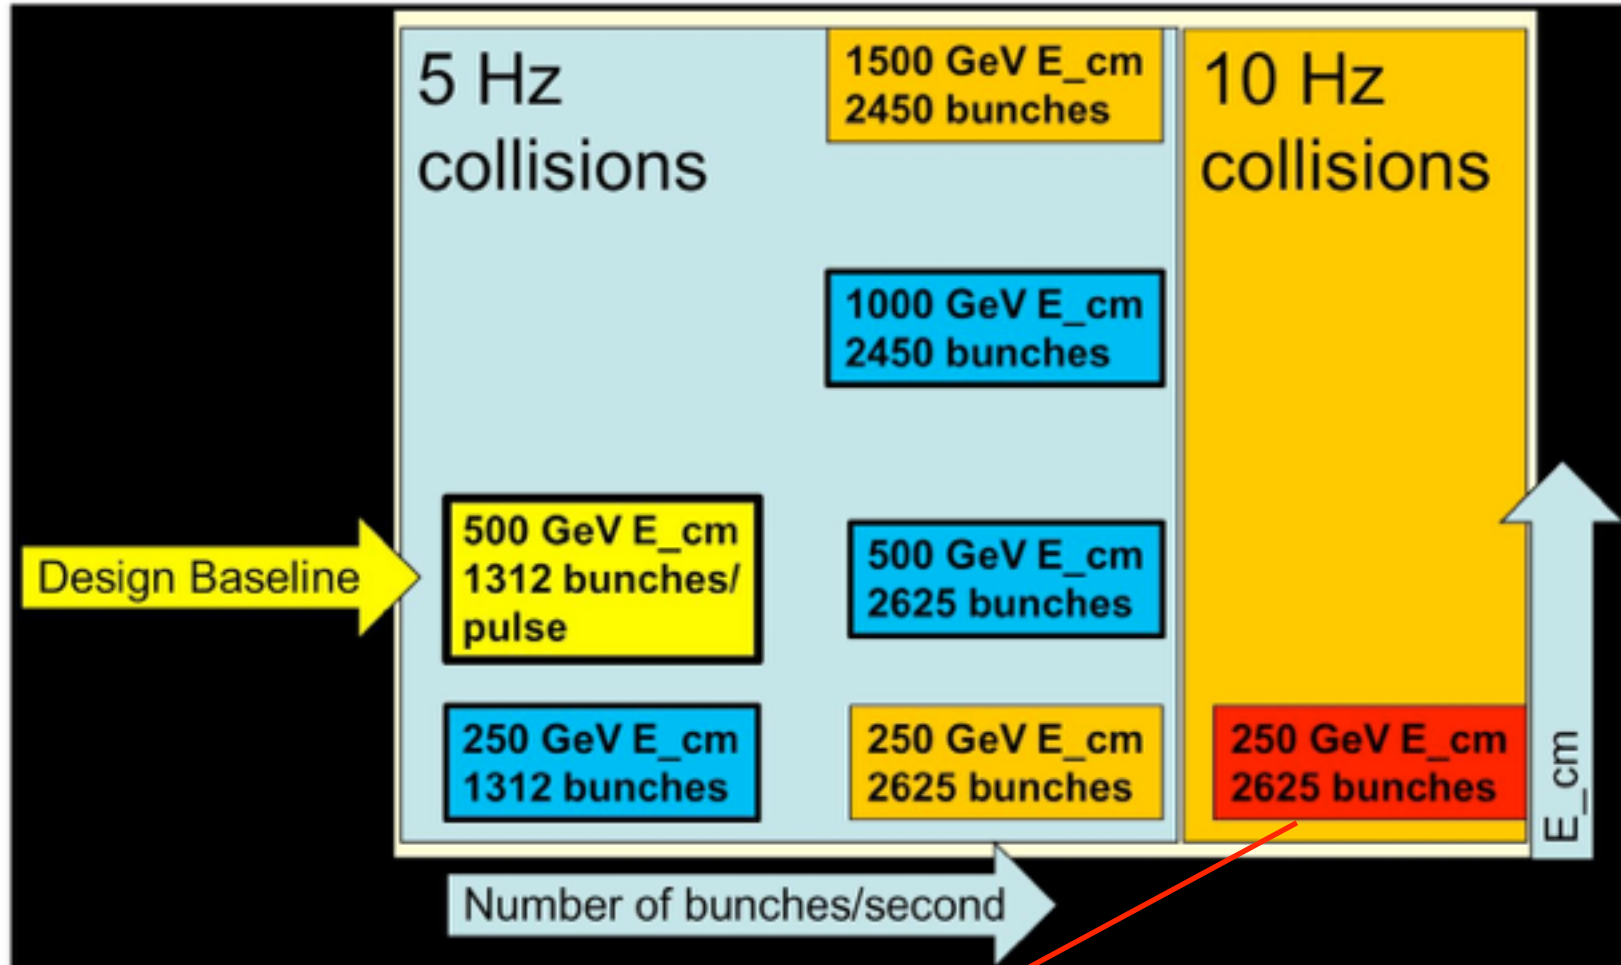 5 Hz
collisions
1500 GeV E_cm
2450 bunches
10 Hz
collisions
1000 GeV E_cm
2450 bunches
Design Baseline
500 GeV E_cm
1312 bunches/
pulse
500 GeV E_cm
2625 bunches
250 GeV E_cm
1312 bunches
250 GeV E_cm
2625 bunches
250 GeV E_cm
2625 bunches
E_cm
Number of bunches/second